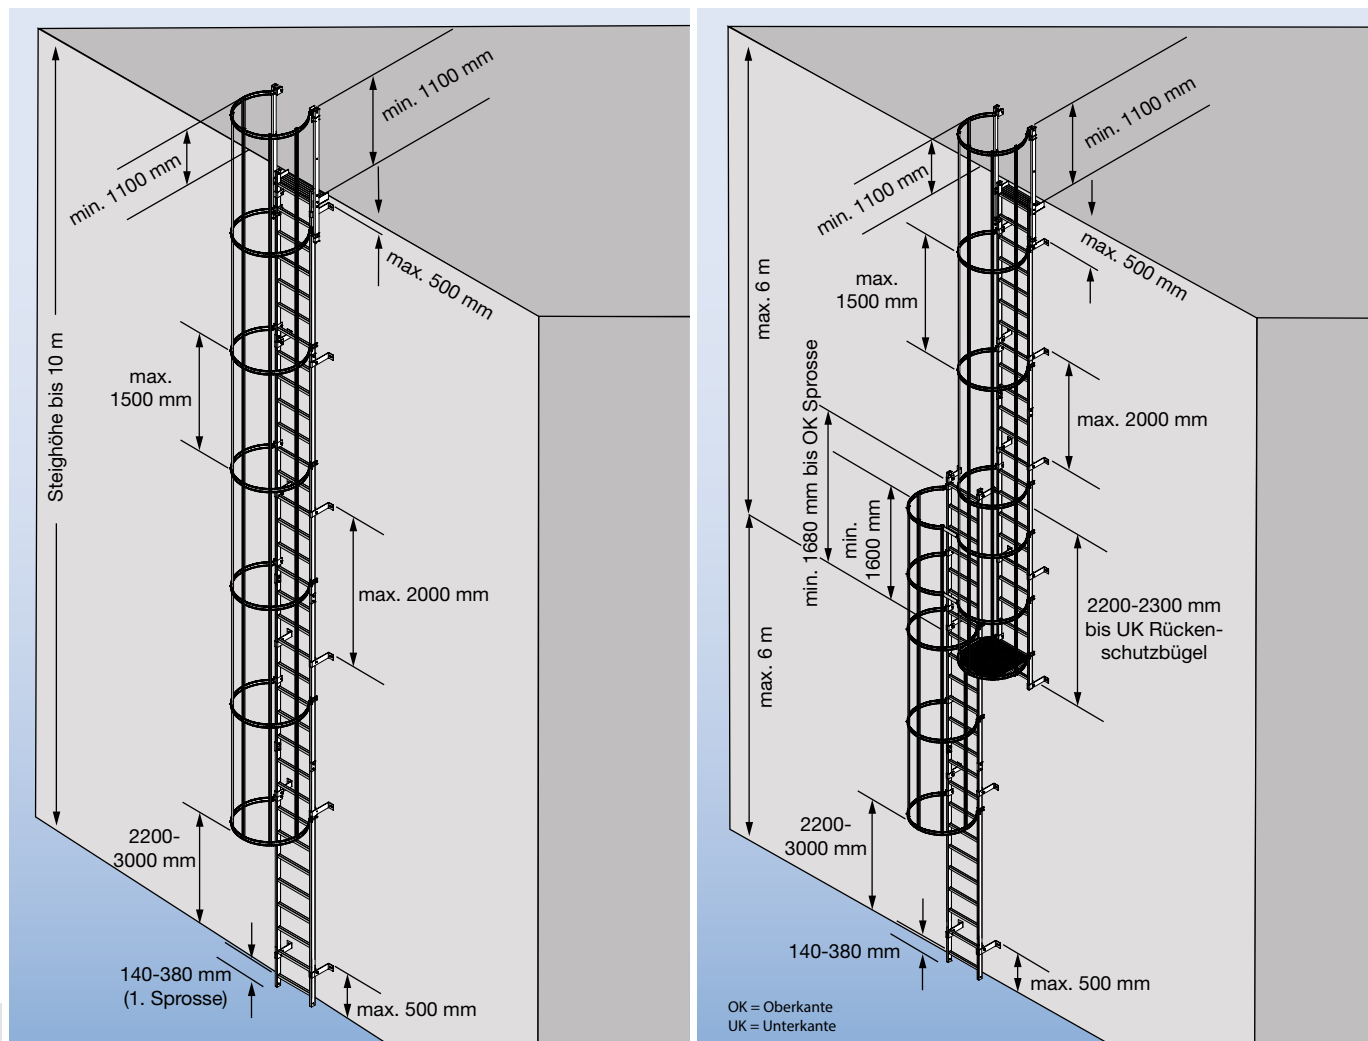 min. 1100 mm
min. 1100 mm
max. 500 mm
Steighöhe bis 10 m
max.
1500 mm
max. 2000 mm
2200-
3000 mm
140-380 mm
(1. Sprosse)
max. 500 mm
min. 1100 mm
min. 1100 mm
max. 500 mm
max. 6 m
max.
1500 mm
min. 1680 mm bis OK Sprosse
max. 2000 mm
min.
1600 mm
2200-2300 mm
bis UK Rücken-
schutzbügel
max. 6 m
2200-
3000 mm
140-380 mm
max. 500 mm
OK = Oberkante
UK = Unterkante